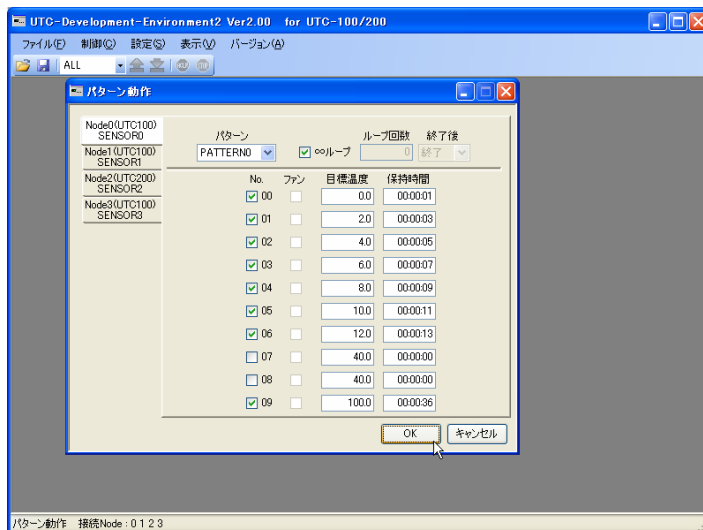 UTC-Development-Environment2 Ver2.00 for UTC-100/200
ファイル(F) 制御(C) 設定(S) 表示(V) バージョン(A)
ALL
パターン動作
Node0(UTC100)
SENSOR0
Node1(UTC100)
SENSOR1
Node2(UTC200)
SENSOR2
Node3(UTC100)
SENSOR3
パターン ループ回数 終了後
PATTERN0 ∞ループ 0 終了
No. ファン 目標温度 保持時間
00 0.0 00:00:01
01 2.0 00:00:03
02 4.0 00:00:05
03 6.0 00:00:07
04 8.0 00:00:09
05 10.0 00:00:11
06 12.0 00:00:13
07 40.0 00:00:00
08 40.0 00:00:00
09 100.0 00:00:36
OK キャンセル
パターン動作 接続Node : 0 1 2 3